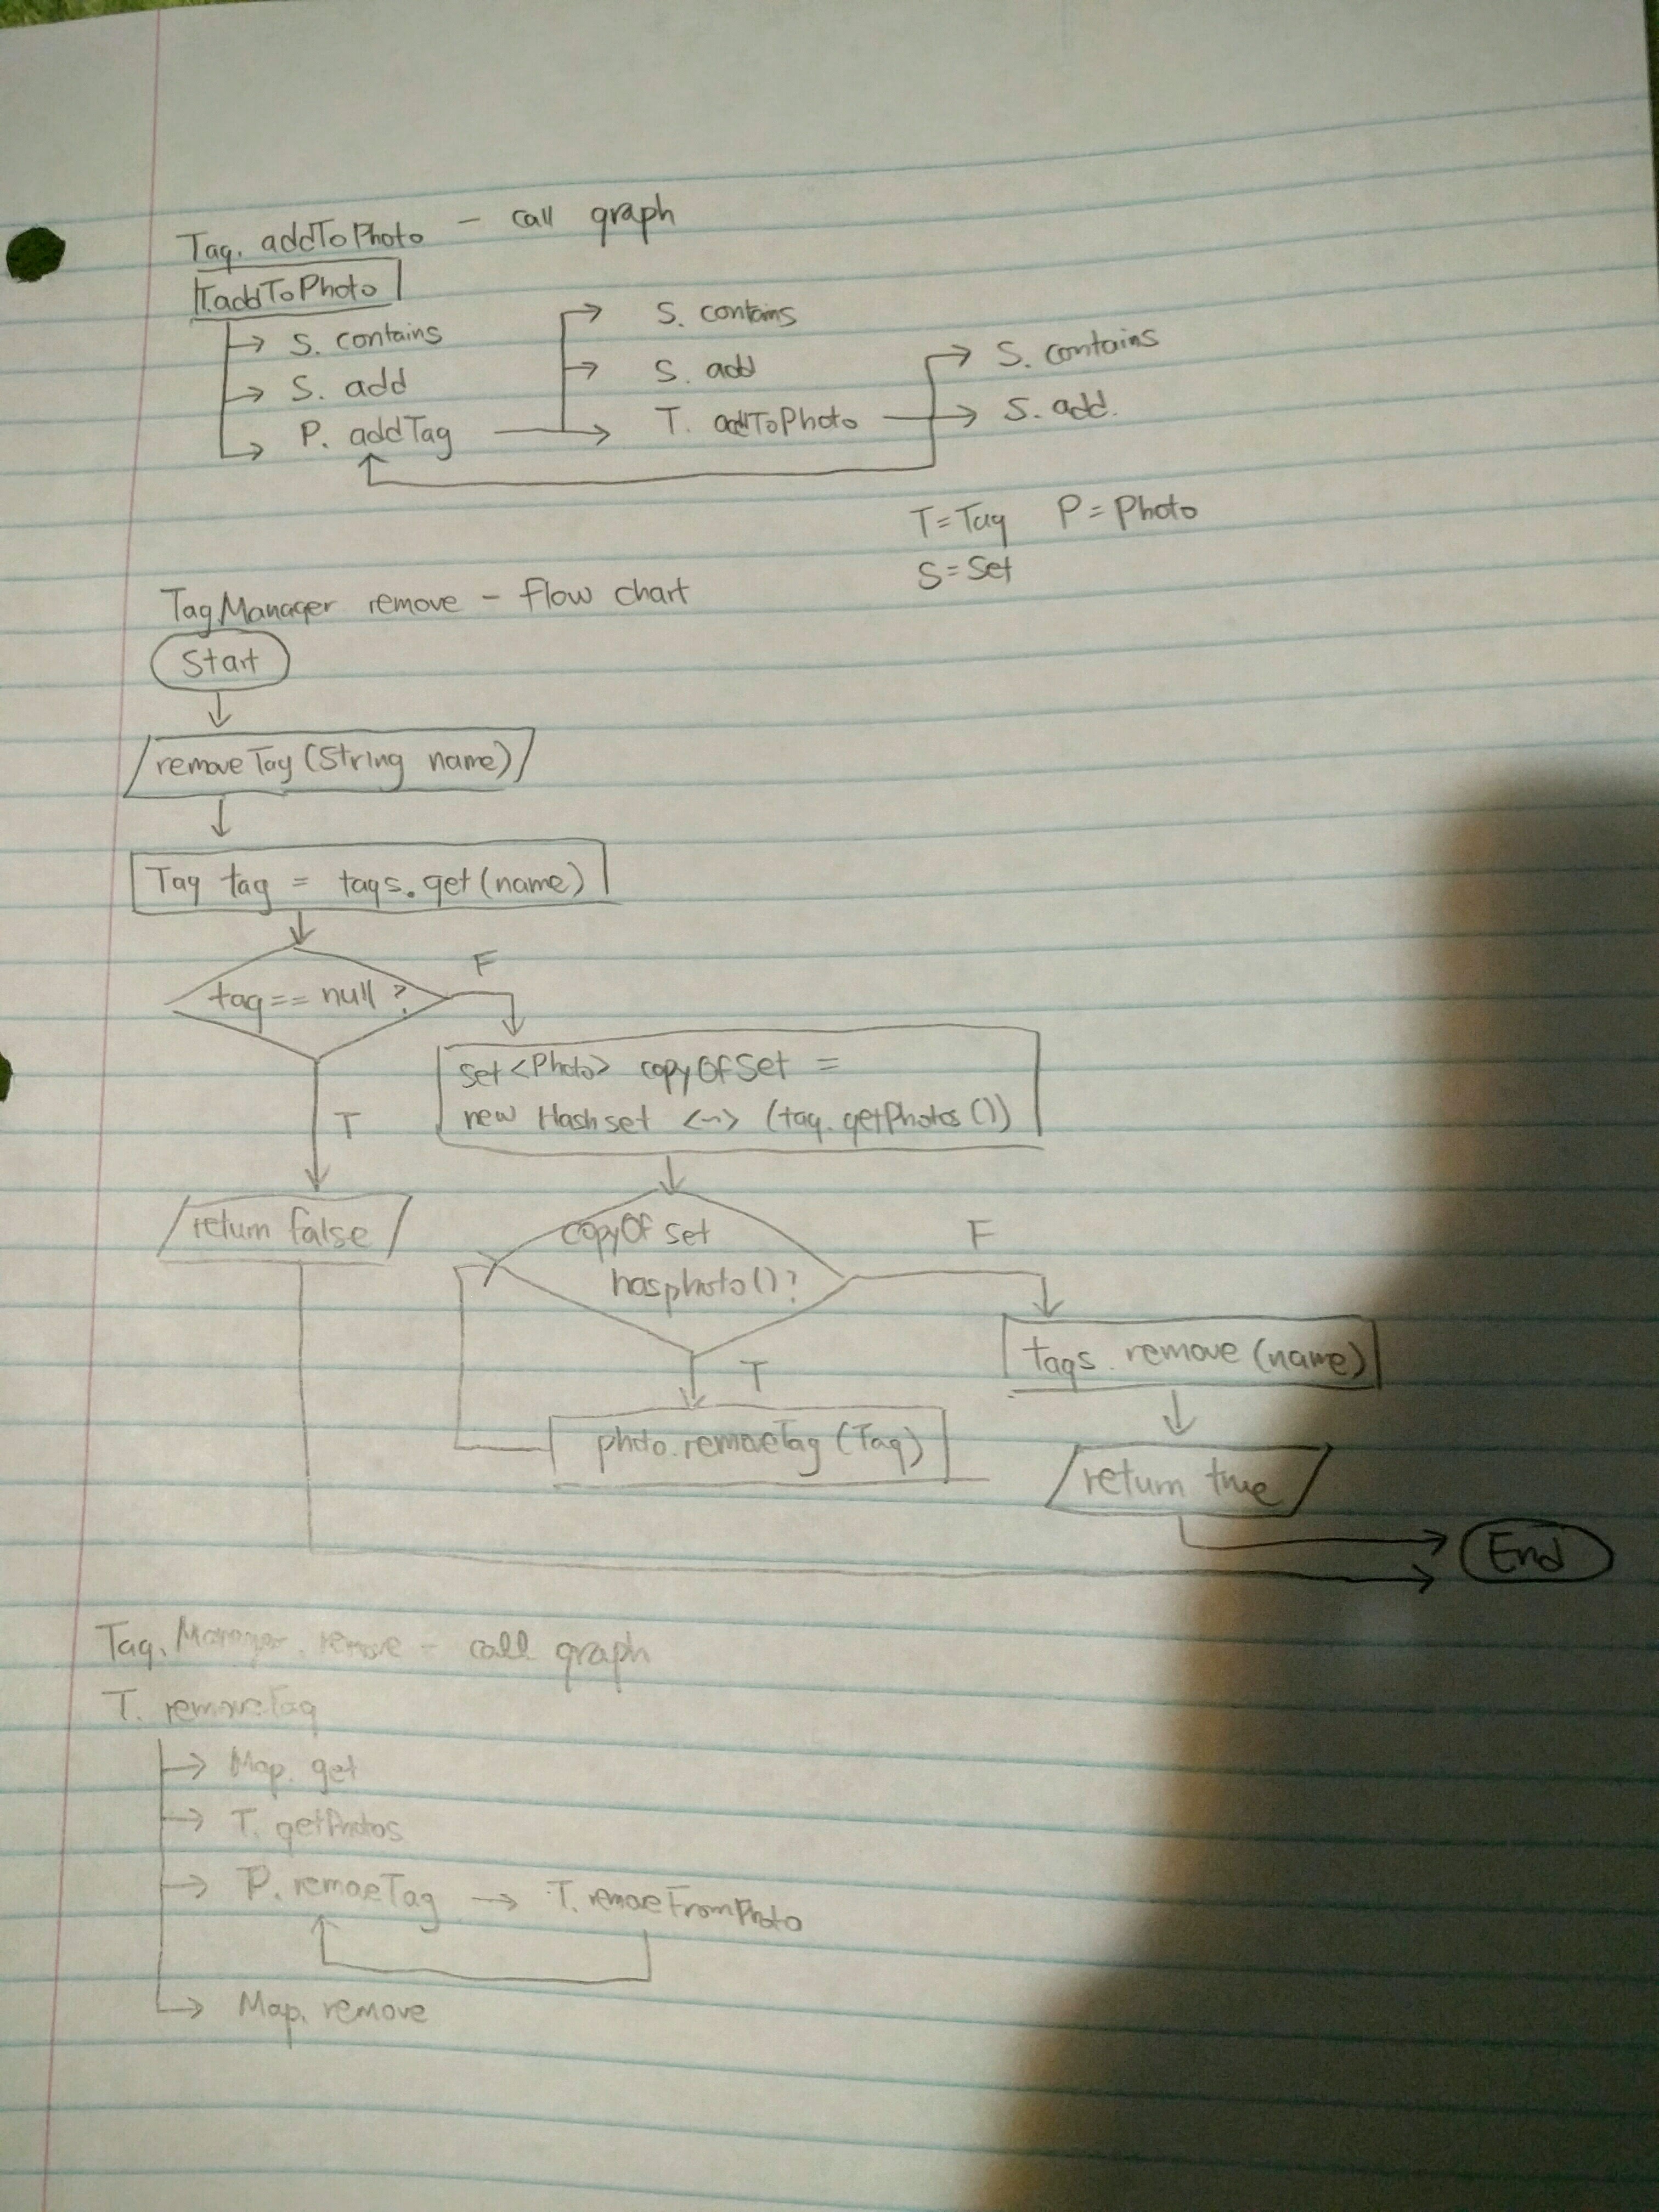 Tag. addToPhoto - call graph
T.addToPhoto
S. contains
S. add
P. addTag
S. contains
S. add
T. addToPhoto
S. contains
S. add.
T=Tag P=Photo
S=Set
Tag.Manager remove - flow chart
Start
removeTag(String name)
Tag tag = tags.get(name)
tag== null?
F
T
Set<Photo> copyOfSet =
new Hashset <~> (tag.getPhotos())
return false
copyOf set
hasphoto()?
F
T
tags. remove(name)
photo.removeTag(Tag)
return true
End
Tag. Manager. remove - call graph
T. removeTag
Map. get
T. getPhotos
P. removeTag → T. removeFromPhoto
Map. remove